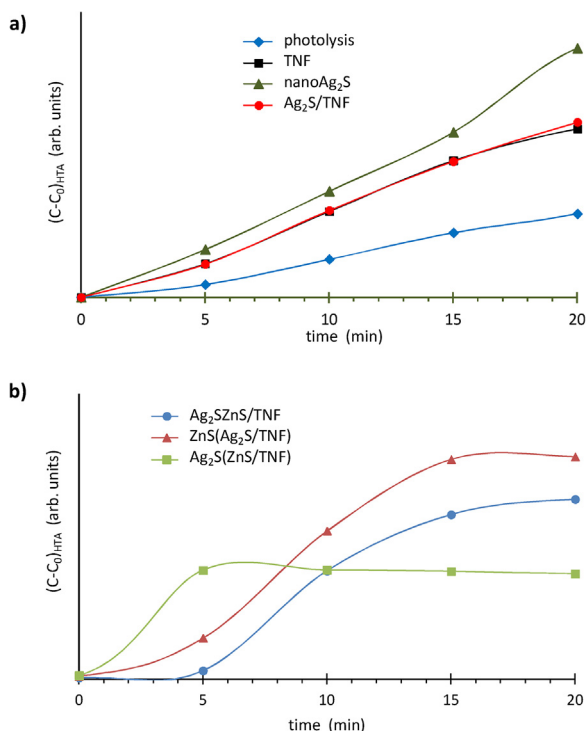 a)
photolysis
TNF
nanoAg₂S
Ag₂S/TNF
(C-C₀)HTA (arb. units)
0 5 10 15 20
time (min)
b)
Ag₂SZnS/TNF
ZnS(Ag₂S/TNF)
Ag₂S(ZnS/TNF)
(C-C₀)HTA (arb. units)
0 5 10 15 20
time (min)